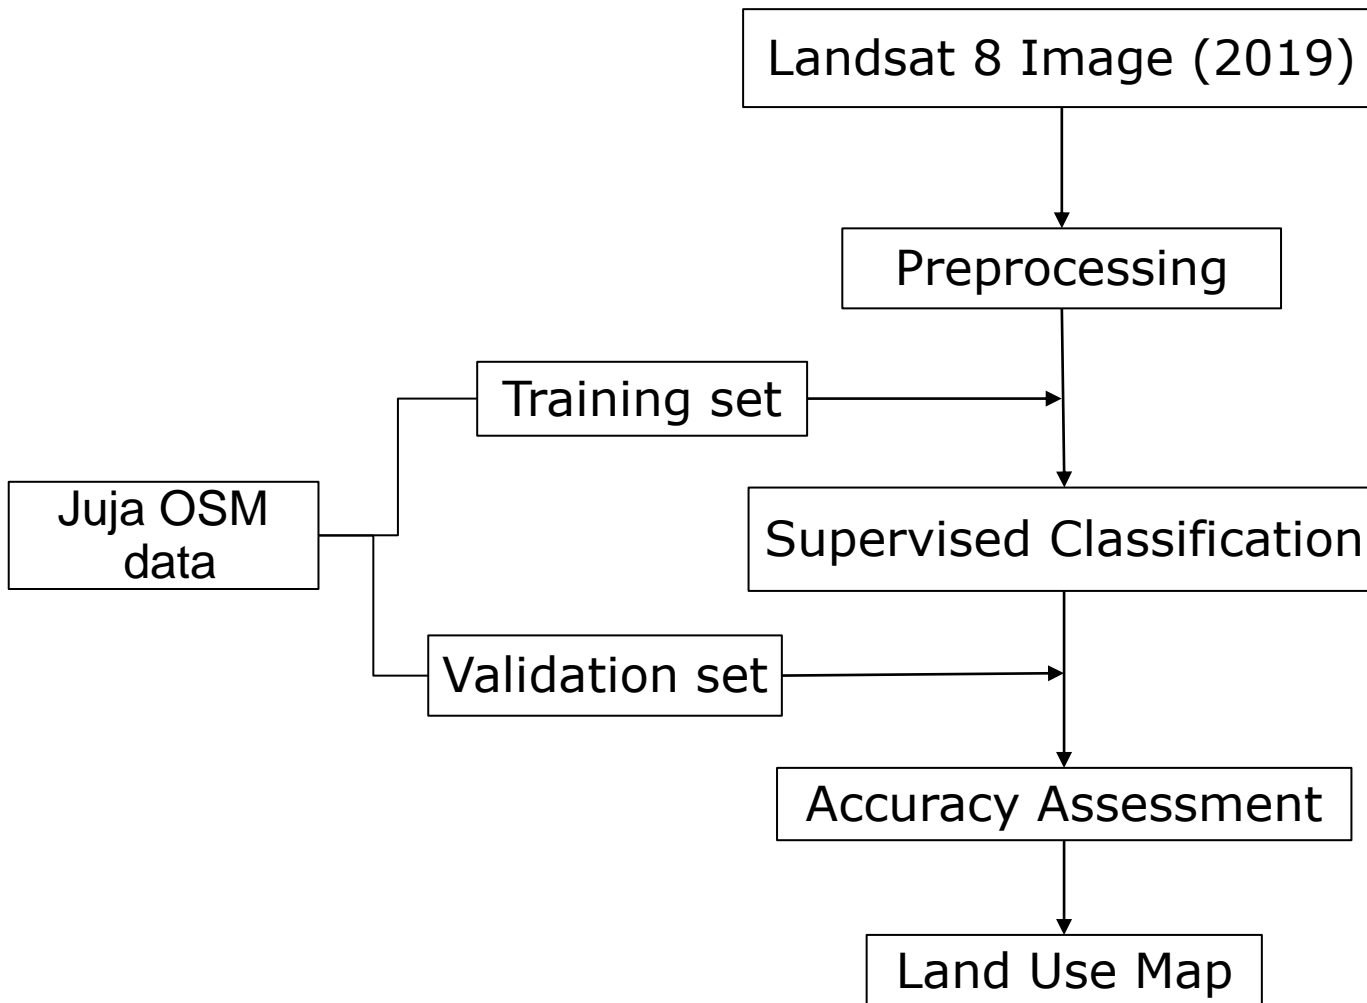 Landsat 8 Image (2019)
Preprocessing
Training set
Juja OSM
data
Supervised Classification
Validation set
Accuracy Assessment
Land Use Map